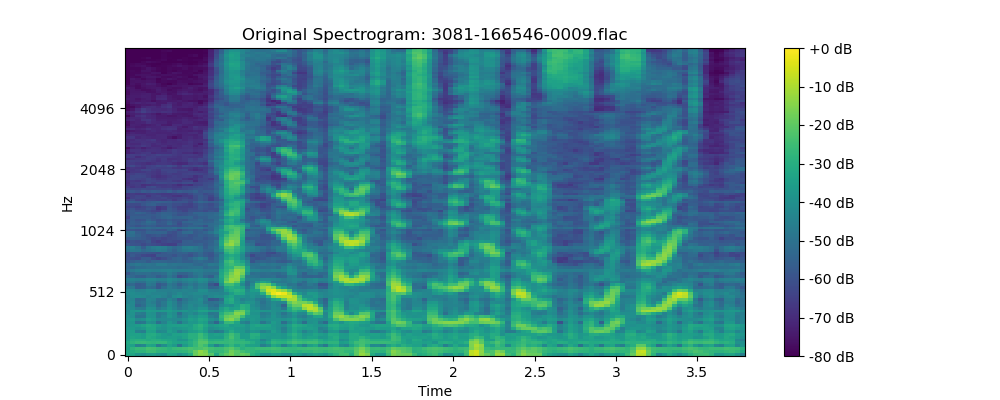 Original Spectrogram: 3081-166546-0009.flac
+0 dB
4096
-10 dB
-20 dB
2048
-30 dB
Hz
-40 dB
1024
-50 dB
512
-60 dB
-70 dB
0
-80 dB
0 0.5 1 1.5 2 2.5 3 3.5
Time